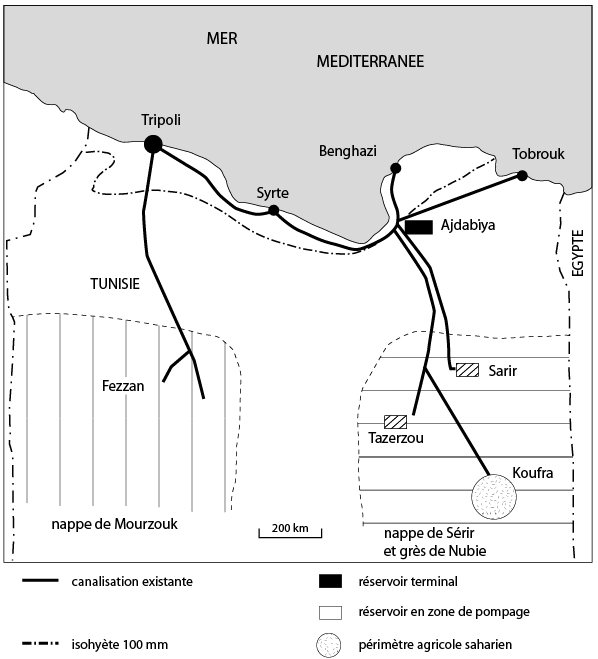 MER
MEDITERRANEE
Tripoli
Benghazi
Tobrouk
Syrte
Ajdabiya
EGYPTE
TUNISIE
Fezzan
Sarir
Tazerzou
Koufra
nappe de Mourzouk
200 km
nappe de Sérir
et grès de Nubie
canalisation existante
réservoir terminal
réservoir en zone de pompage
isohyète 100 mm
périmètre agricole saharien